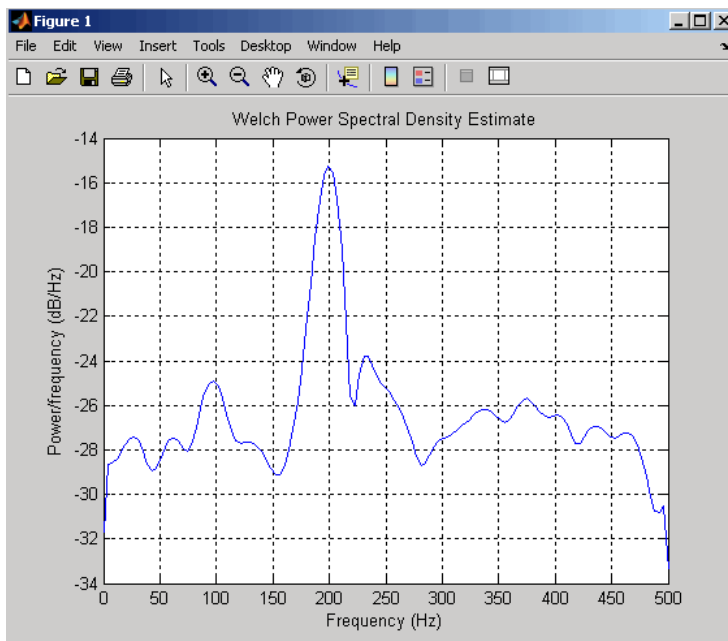 Figure 1
File Edit View Insert Tools Desktop Window Help
Welch Power Spectral Density Estimate
Power/frequency (dB/Hz)
-14
-16
-18
-20
-22
-24
-26
-28
-30
-32
-34
0 50 100 150 200 250 300 350 400 450 500
Frequency (Hz)